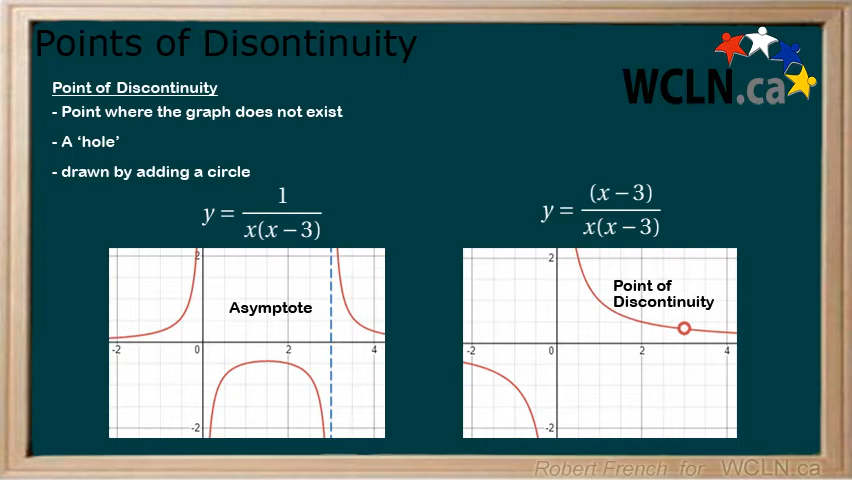 Points of Disontinuity
WCLN.ca
Point of Discontinuity
- Point where the graph does not exist
- A ‘hole’
- drawn by adding a circle
y = 1 / x(x − 3)
y = (x − 3) / x(x − 3)
2
Asymptote
-2 0 2 4
-2
2
Point of
Discontinuity
-2 0 2 4
-2
Robert French for WCLN.ca